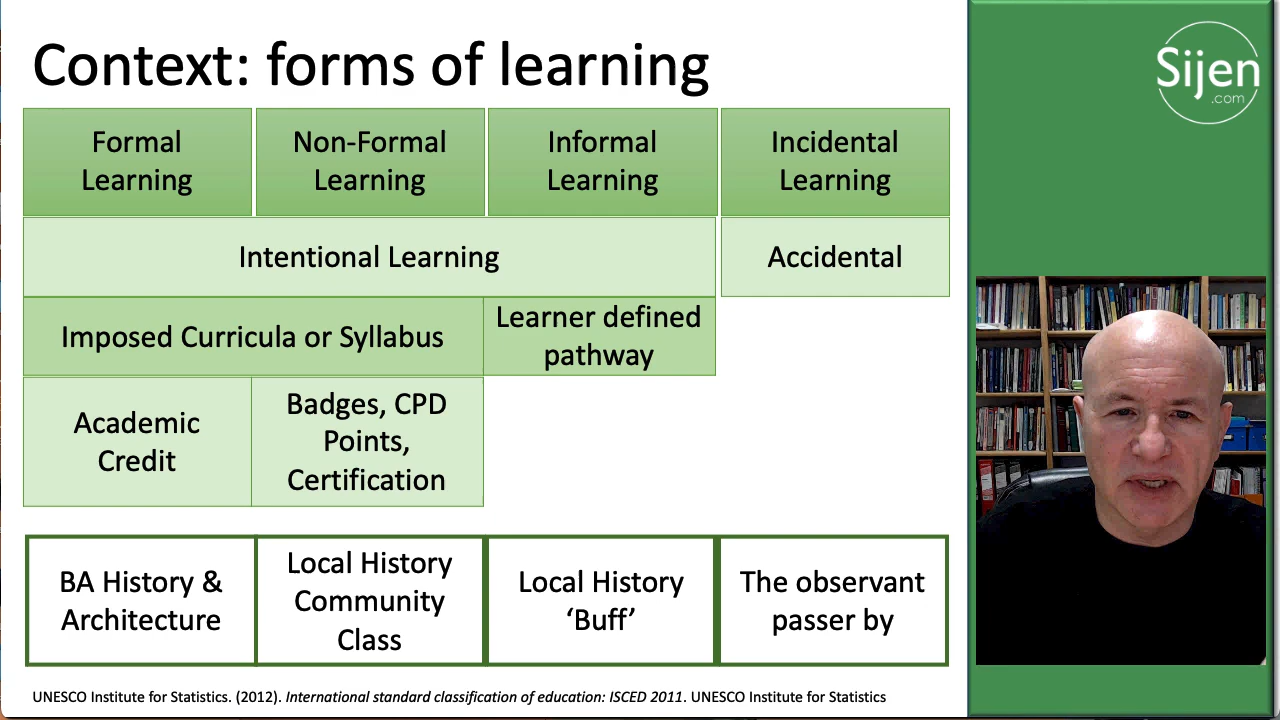 Context: forms of learning
Sijen
.com
Formal
Learning
Non-Formal
Learning
Informal
Learning
Incidental
Learning
Intentional Learning
Accidental
Imposed Curricula or Syllabus
Learner defined
pathway
Academic
Credit
Badges, CPD
Points,
Certification
BA History &
Architecture
Local History
Community
Class
Local History
‘Buff’
The observant
passer by
UNESCO Institute for Statistics. (2012). International standard classification of education: ISCED 2011. UNESCO Institute for Statistics